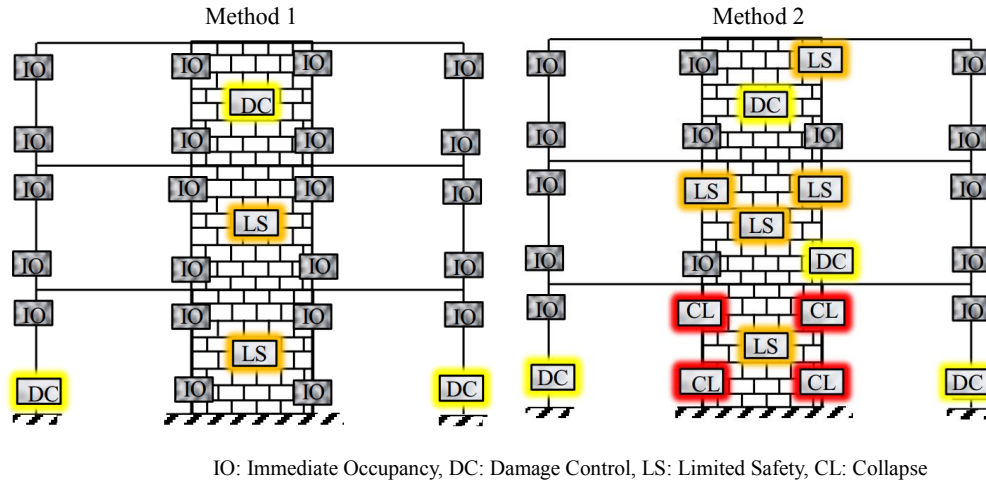 Method 1 Method 2
IO IO IO IO IO IO LS IO
DC DC
IO IO IO IO IO IO IO IO
IO IO IO IO IO LS LS IO
LS LS
IO IO IO IO IO IO DC IO
IO IO IO IO IO CL CL IO
LS LS
DC IO IO DC DC CL CL DC
IO: Immediate Occupancy, DC: Damage Control, LS: Limited Safety, CL: Collapse